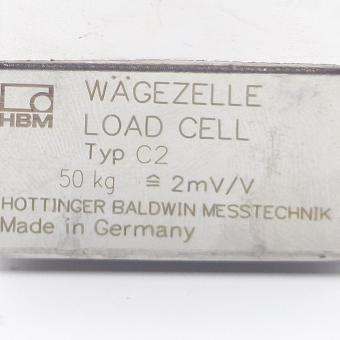 WÄGEZELLE
HBM
LOAD CELL
Typ C2
50 kg ≙ 2mV/V
HOTTINGER BALDWIN MESSTECHNIK
Made in Germany